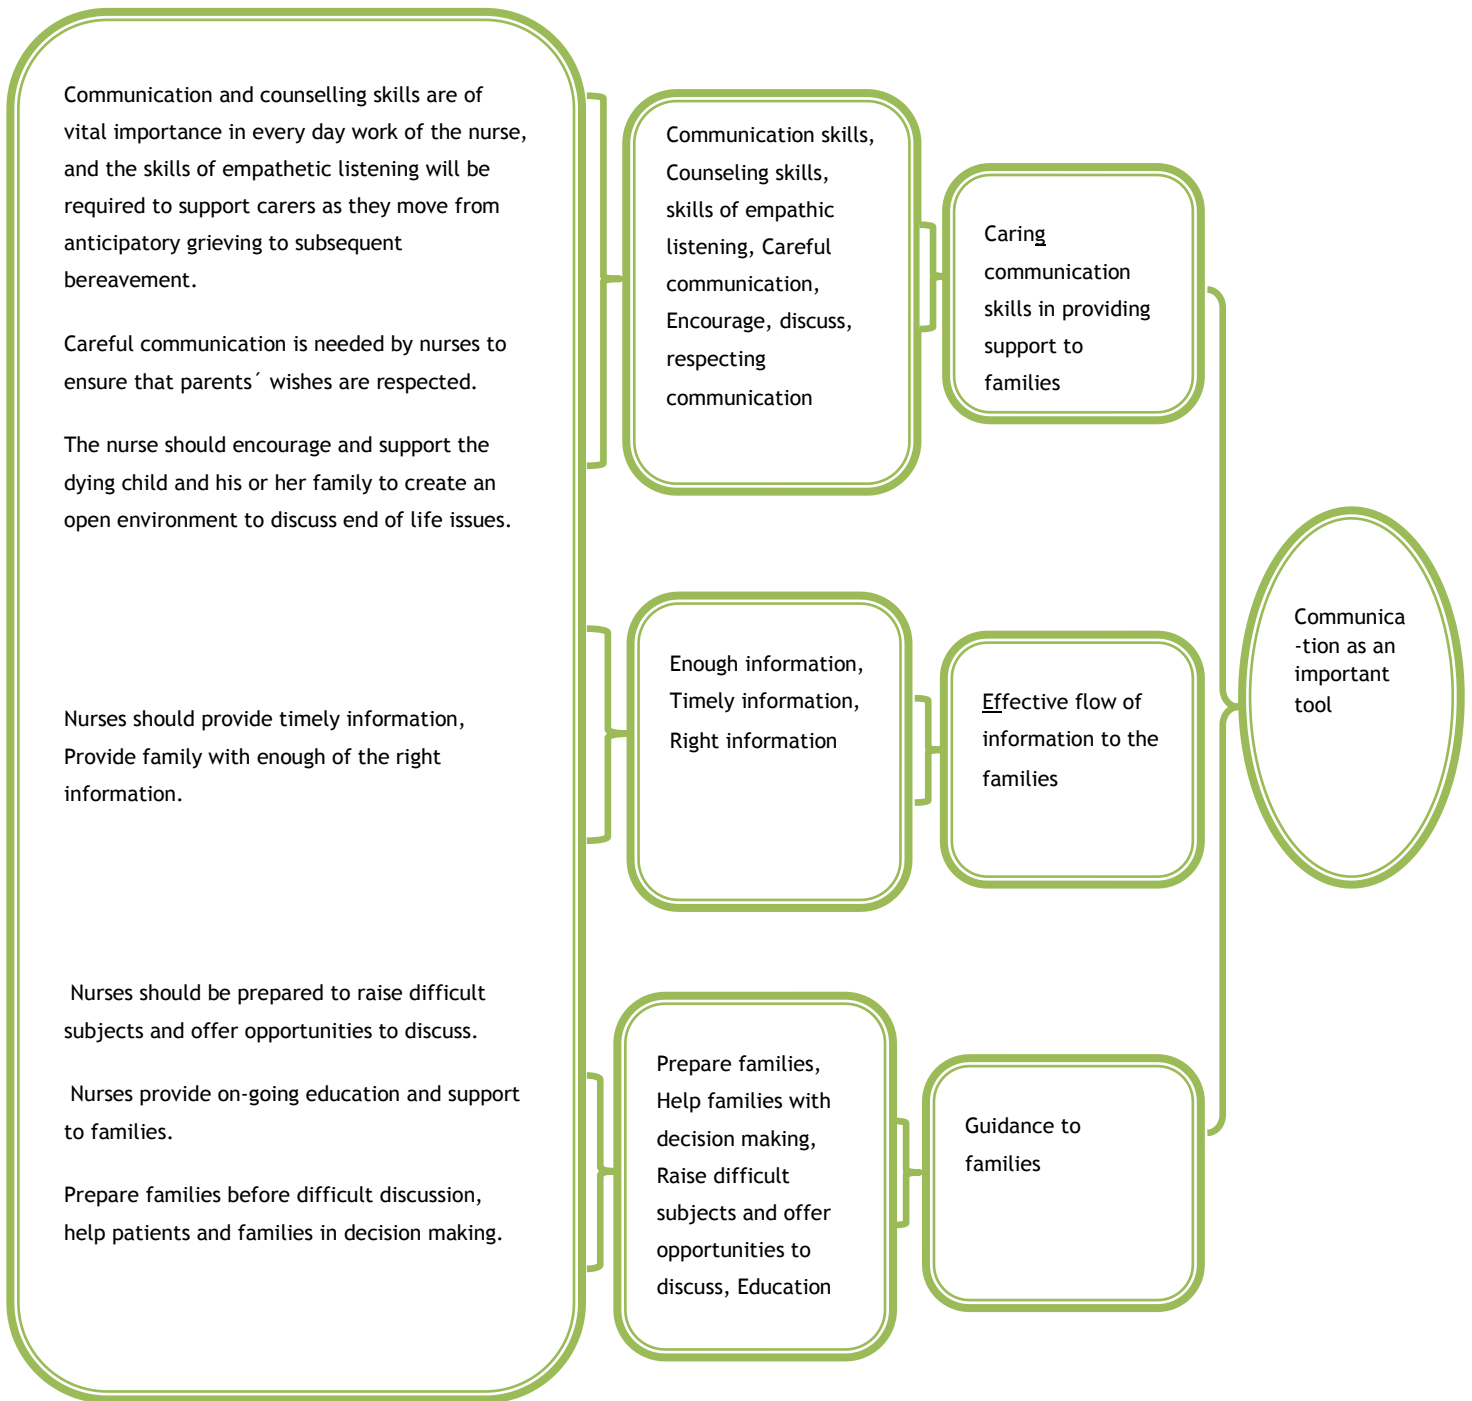 Communication and counselling skills are of
vital importance in every day work of the nurse,
and the skills of empathetic listening will be
required to support carers as they move from
anticipatory grieving to subsequent
bereavement.
Careful communication is needed by nurses to
ensure that parents´ wishes are respected.
The nurse should encourage and support the
dying child and his or her family to create an
open environment to discuss end of life issues.
Nurses should provide timely information,
Provide family with enough of the right
information.
Nurses should be prepared to raise difficult
subjects and offer opportunities to discuss.
Nurses provide on-going education and support
to families.
Prepare families before difficult discussion,
help patients and families in decision making.
Communication skills,
Counseling skills,
skills of empathic
listening, Careful
communication,
Encourage, discuss,
respecting
communication
Enough information,
Timely information,
Right information
Prepare families,
Help families with
decision making,
Raise difficult
subjects and offer
opportunities to
discuss, Education
Caring
communication
skills in providing
support to
families
Effective flow of
information to the
families
Guidance to
families
Communica
-tion as an
important
tool